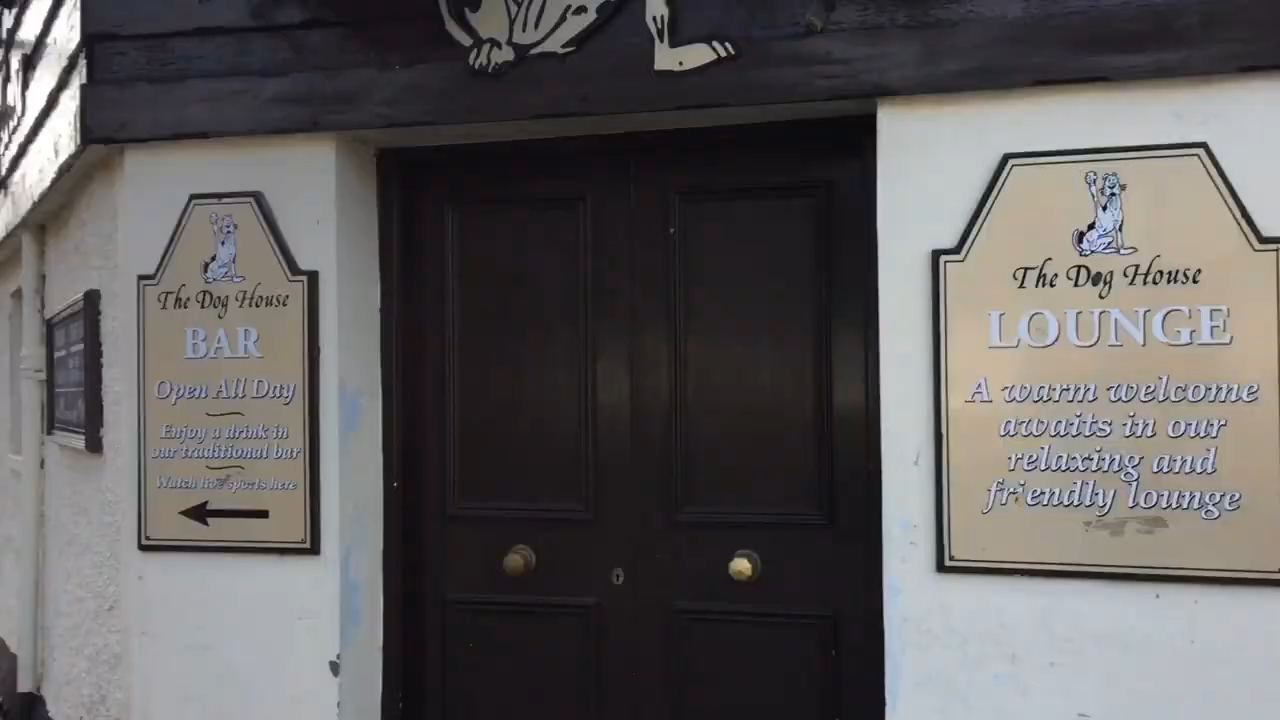 The Dog House
BAR
Open All Day
Enjoy a drink in
our traditional bar
Watch live sports here
The Dog House
LOUNGE
A warm welcome
awaits in our
relaxing and
friendly lounge